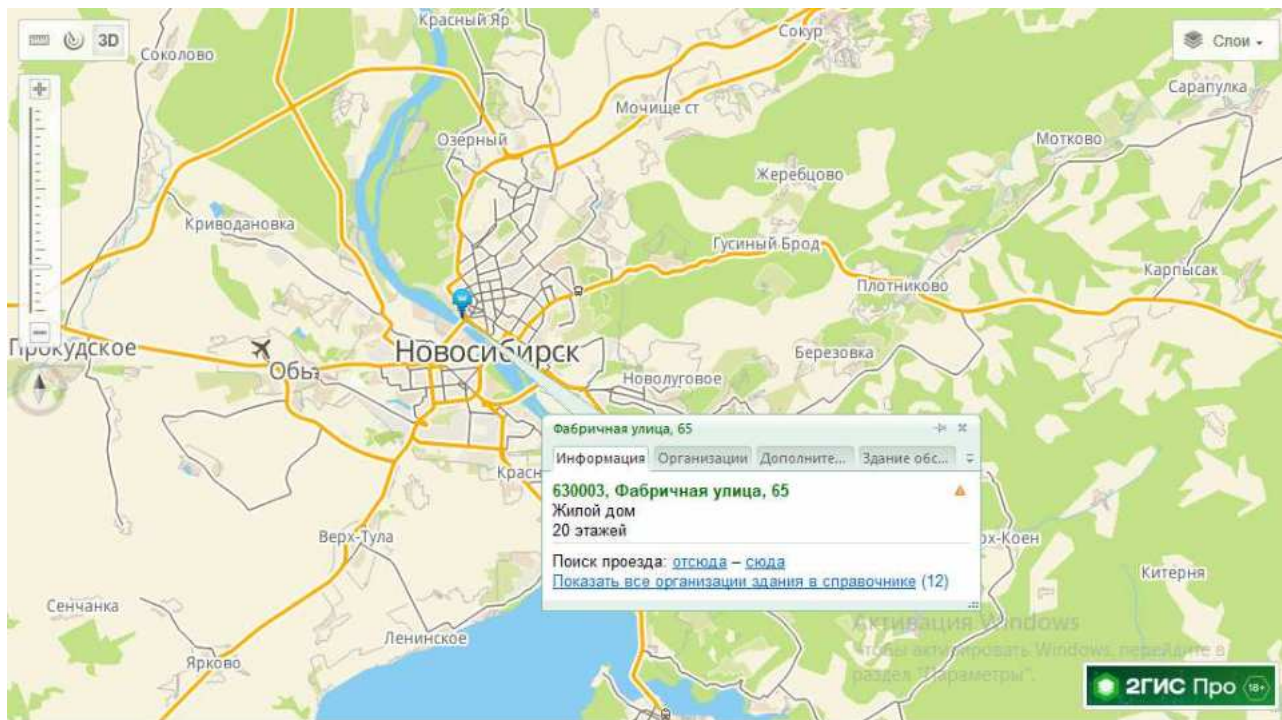 Красный Яр
Сокур
3D
Слои
Соколово
Сарапулка
Мочище ст
Озерный
Мотково
Жеребцово
Криводановка
Гусиный Брод
Карпысак
Плотниково
Прокудское
Новосибирск
Обь
Березовка
Новолуговое
Фабричная улица, 65
Информация Организации Дополните... Здание обс...
Красн
630003, Фабричная улица, 65
Жилой дом
20 этажей
Верх-Тула
рх-Коен
Поиск проезда: отсюда – сюда
Показать все организации здания в справочнике (12)
Китерня
Сенчанка
Активация Windows
Ленинское
Чтобы активировать Windows, перейдите в
раздел "Параметры".
Ярково
2ГИС Про 18+